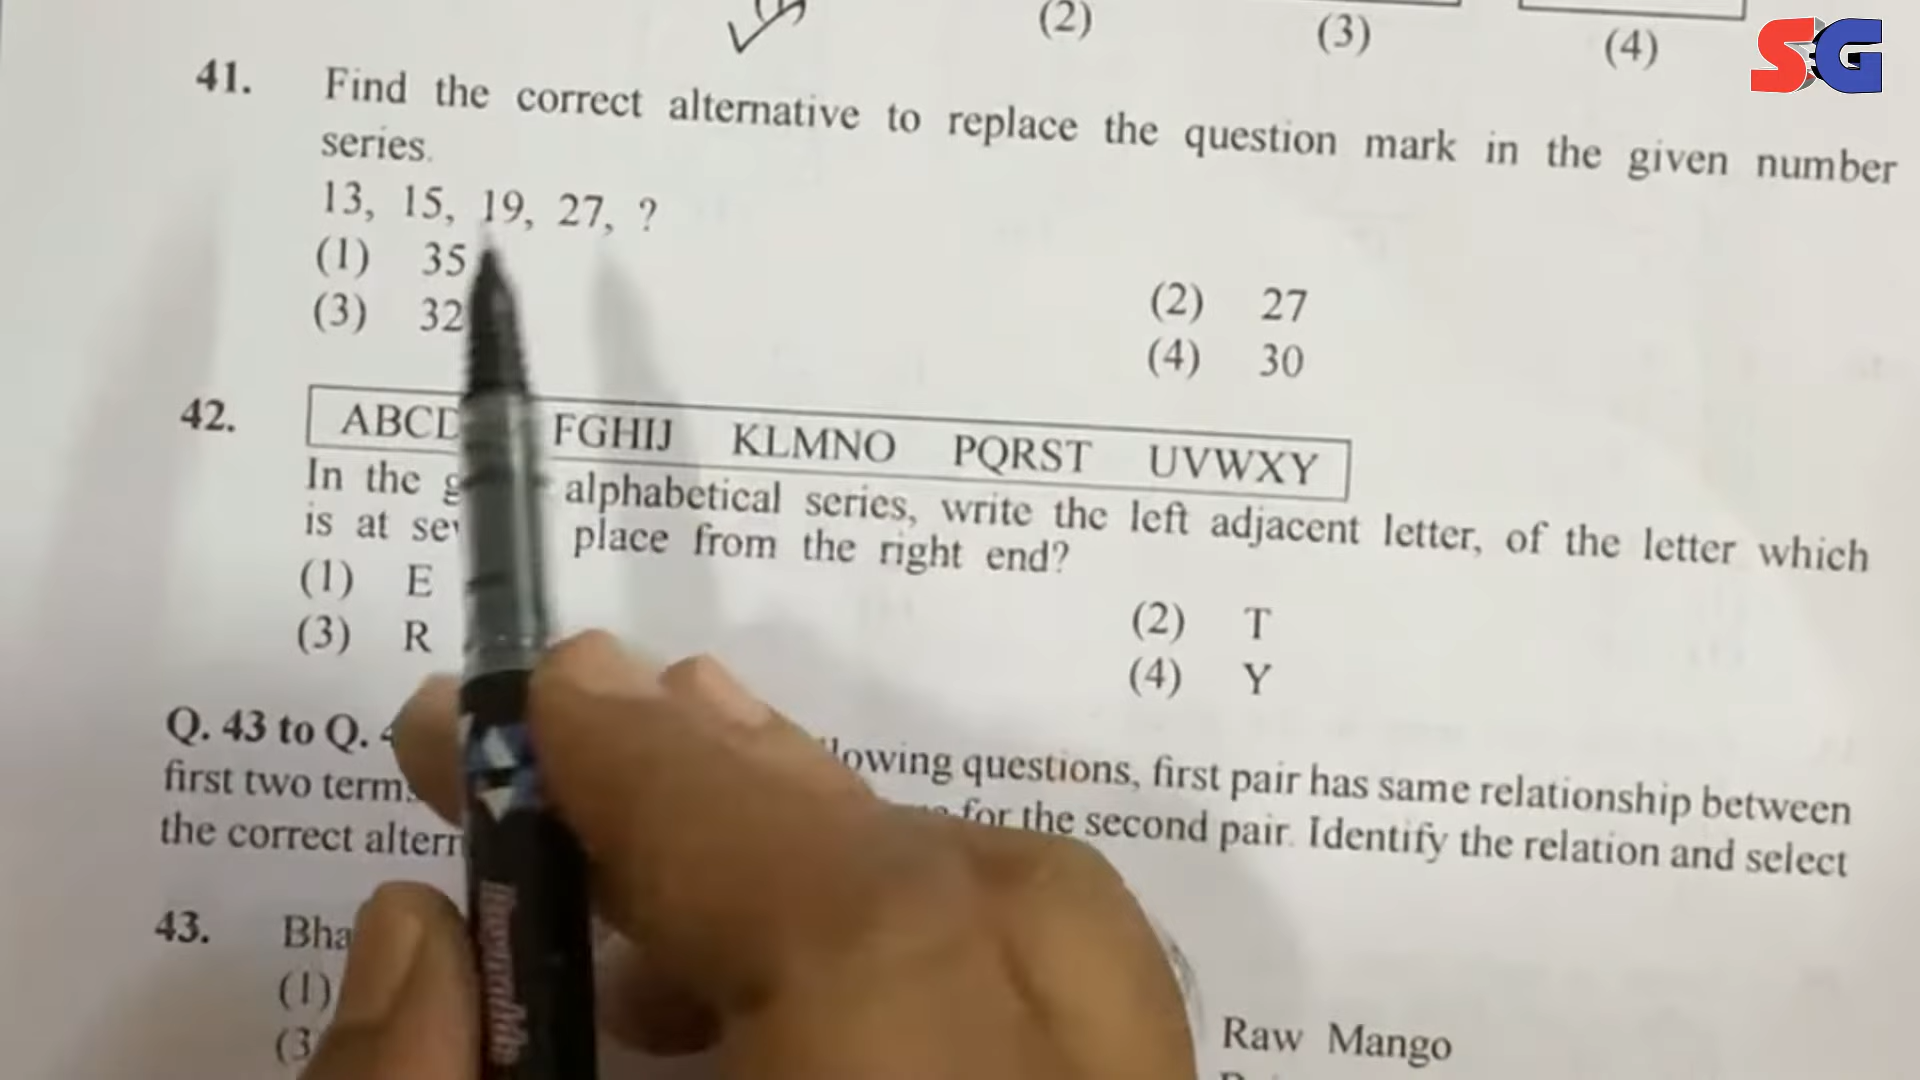 (2) (3) (4)
SG
41. Find the correct alternative to replace the question mark in the given number
series.
13, 15, 19, 27, ?
(1) 35
(2) 27
(3) 32
(4) 30
42. ABCD FGHIJ KLMNO PQRST UVWXY
In the alphabetical series, write the left adjacent letter, of the letter which
is at place from the right end?
(1) E
(2) T
(3) R
(4) Y
Q. 43 to Q. questions, first pair has same relationship between
first two for the second pair. Identify the relation and select
the correct
43.
(1)
(3
Raw Mango